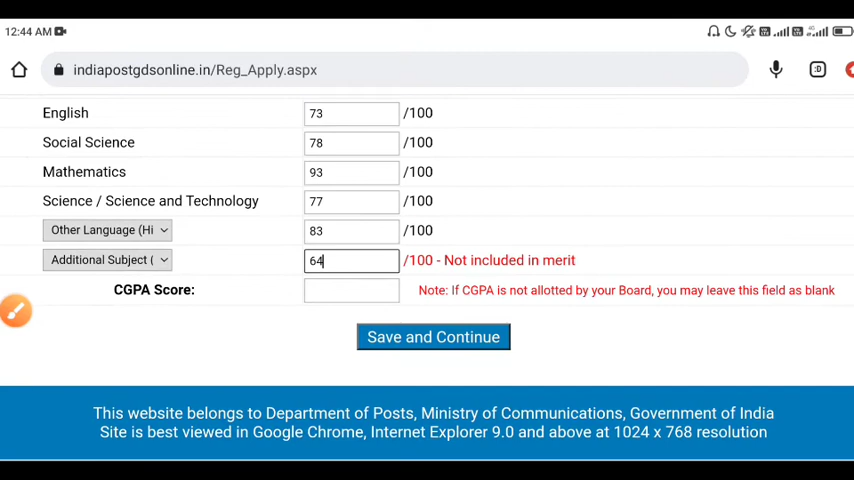 12:44 AM
indiapostgdsonline.in/Reg_Apply.aspx
:D
English 73 /100
Social Science 78 /100
Mathematics 93 /100
Science / Science and Technology 77 /100
Other Language (Hi 83 /100
Additional Subject ( 64 /100 - Not included in merit
CGPA Score: Note: If CGPA is not allotted by your Board, you may leave this field as blank
Save and Continue
This website belongs to Department of Posts, Ministry of Communications, Government of India
Site is best viewed in Google Chrome, Internet Explorer 9.0 and above at 1024 x 768 resolution